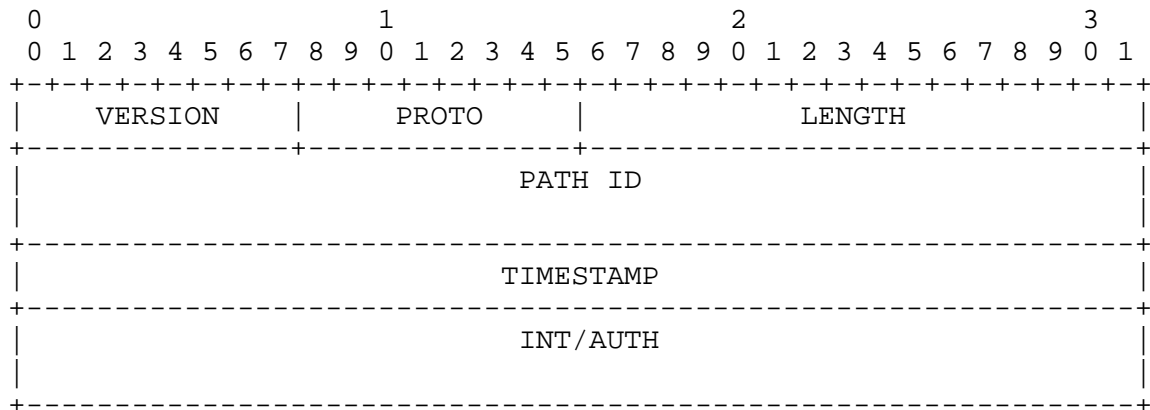 0 1 2 3
0 1 2 3 4 5 6 7 8 9 0 1 2 3 4 5 6 7 8 9 0 1 2 3 4 5 6 7 8 9 0 1
+-+-+-+-+-+-+-+-+-+-+-+-+-+-+-+-+-+-+-+-+-+-+-+-+-+-+-+-+-+-+-+-+
| VERSION | PROTO | LENGTH |
+---------------+---------------+-------------------------------+
| PATH ID |
| |
+---------------------------------------------------------------+
| TIMESTAMP |
+---------------------------------------------------------------+
| INT/AUTH |
| |
+---------------------------------------------------------------+